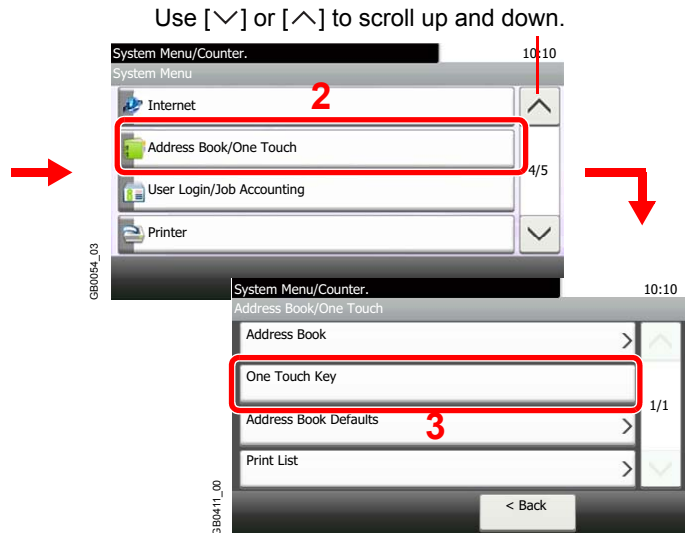 Use [∨] or [∧] to scroll up and down.
System Menu/Counter. 10:10
System Menu
Internet
2
Address Book/One Touch
4/5
User Login/Job Accounting
Printer
GB0054_03
System Menu/Counter. 10:10
Address Book/One Touch
Address Book
One Touch Key
1/1
Address Book Defaults
3
Print List
< Back
GB0411_00